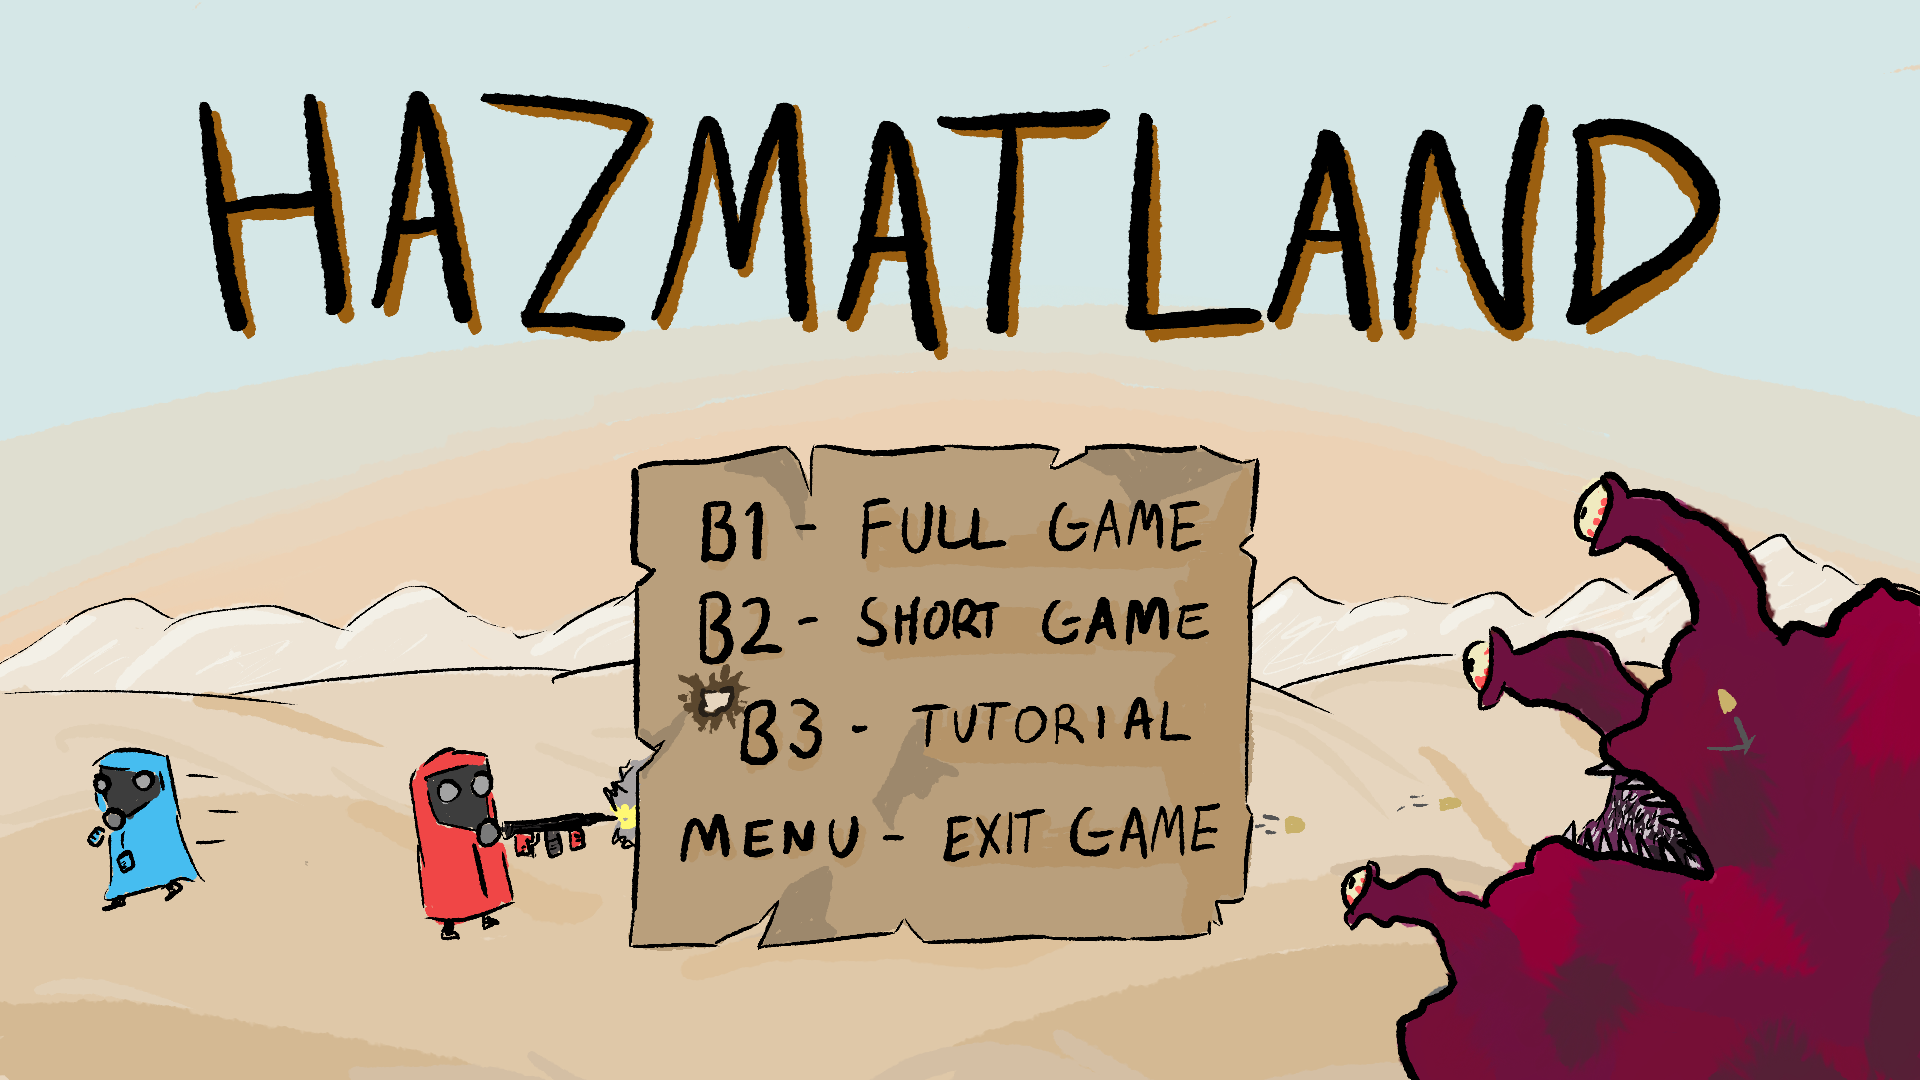 HAZMATLAND
B1 - FULL GAME
B2 - SHORT GAME
B3 - TUTORIAL
MENU - EXIT GAME